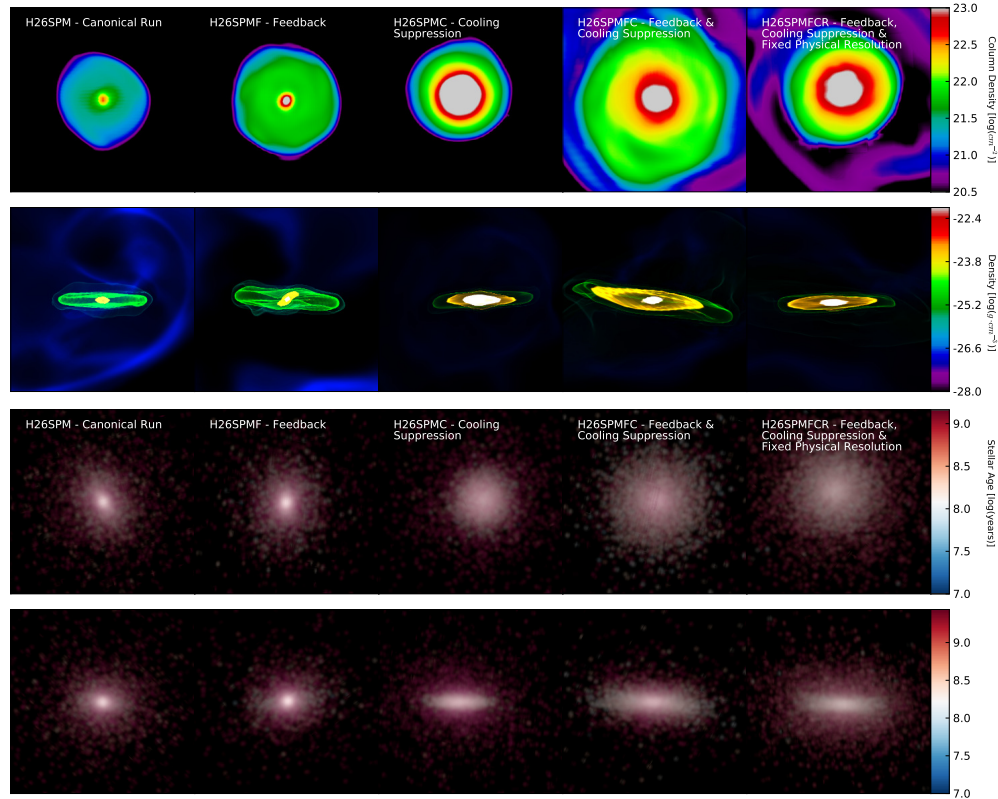 H26SPM - Canonical Run
H26SPMF - Feedback
H26SPMC - Cooling
Suppression
H26SPMFC - Feedback &
Cooling Suppression
H26SPMFCR - Feedback,
Cooling Suppression &
Fixed Physical Resolution
23.0
22.5
22.0
21.5
21.0
20.5
Column Density [log(cm⁻²)]
-22.4
-23.8
-25.2
-26.6
-28.0
Density [log(g·cm⁻³)]
H26SPM - Canonical Run
H26SPMF - Feedback
H26SPMC - Cooling
Suppression
H26SPMFC - Feedback &
Cooling Suppression
H26SPMFCR - Feedback,
Cooling Suppression &
Fixed Physical Resolution
9.0
8.5
8.0
7.5
7.0
Stellar Age [log(years)]
9.0
8.5
8.0
7.5
7.0